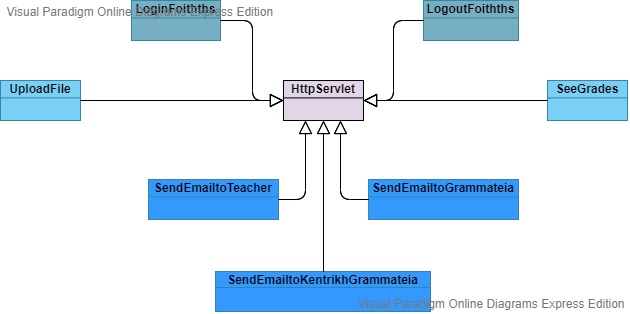 Visual Paradigm Online Diagrams Express Edition
LoginFoithths
LogoutFoithths
UploadFile
HttpServlet
SeeGrades
SendEmailtoTeacher
SendEmailtoGrammateia
SendEmailtoKentrikhGrammateia
Visual Paradigm Online Diagrams Express Edition